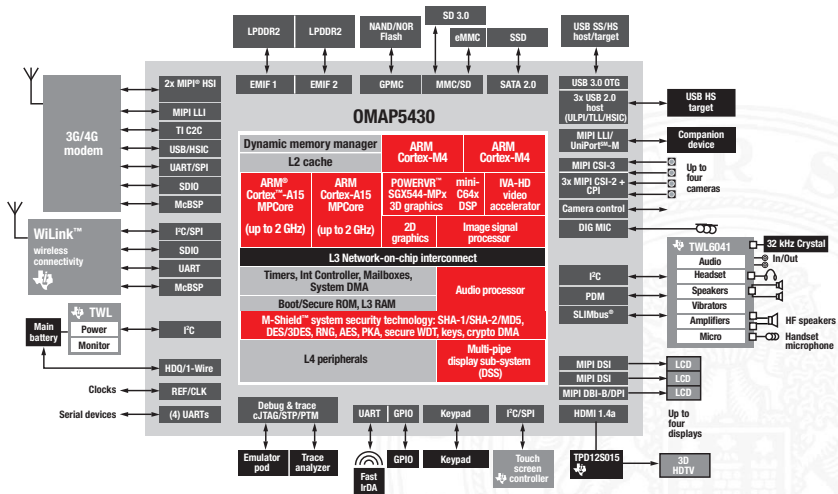 LPDDR2
LPDDR2
NAND/NOR
Flash
SD 3.0
eMMC
SSD
USB SS/HS
host/target
EMIF 1
EMIF 2
GPMC
MMC/SD
SATA 2.0
USB 3.0 OTG
3x USB 2.0
host
(ULPI/TLL/HSIC)
USB HS
target
MIPI LLI/
UniPort℠-M
Companion
device
MIPI CSI-3
3x MIPI CSI-2 +
CPI
Up to
four
cameras
Camera control
DIG MIC
3G/4G
modem
2x MIPI® HSI
MIPI LLI
TI C2C
USB/HSIC
UART/SPI
SDIO
McBSP
WiLink™
wireless
connectivity
I²C/SPI
SDIO
UART
McBSP
TWL
Power
Monitor
Main
battery
I²C
HDQ/1-Wire
Clocks
REF/CLK
Serial devices
(4) UARTs
OMAP5430
Dynamic memory manager
L2 cache
ARM
Cortex-M4
ARM
Cortex-M4
ARM®
Cortex™-A15
MPCore
(up to 2 GHz)
ARM
Cortex-A15
MPCore
(up to 2 GHz)
POWERVR™
SGX544-MPx
3D graphics
mini-
C64x
DSP
IVA-HD
video
accelerator
2D
graphics
Image signal
processor
L3 Network-on-chip interconnect
Timers, Int Controller, Mailboxes,
System DMA
Boot/Secure ROM, L3 RAM
Audio processor
M-Shield™ system security technology: SHA-1/SHA-2/MD5,
DES/3DES, RNG, AES, PKA, secure WDT, keys, crypto DMA
L4 peripherals
Multi-pipe
display sub-system
(DSS)
I²C
PDM
SLIMbus®
TWL6041
Audio
Headset
Speakers
Vibrators
Amplifiers
Micro
32 kHz Crystal
In/Out
HF speakers
Handset
microphone
MIPI DSI
LCD
MIPI DSI
LCD
MIPI DBI-B/DPI
LCD
HDMI 1.4a
Up to
four
displays
TPD12S015
3D
HDTV
Debug & trace
cJTAG/STP/PTM
UART
GPIO
Keypad
I²C/SPI
Emulator
pod
Trace
analyzer
Fast
IrDA
GPIO
Keypad
Touch
screen
controller